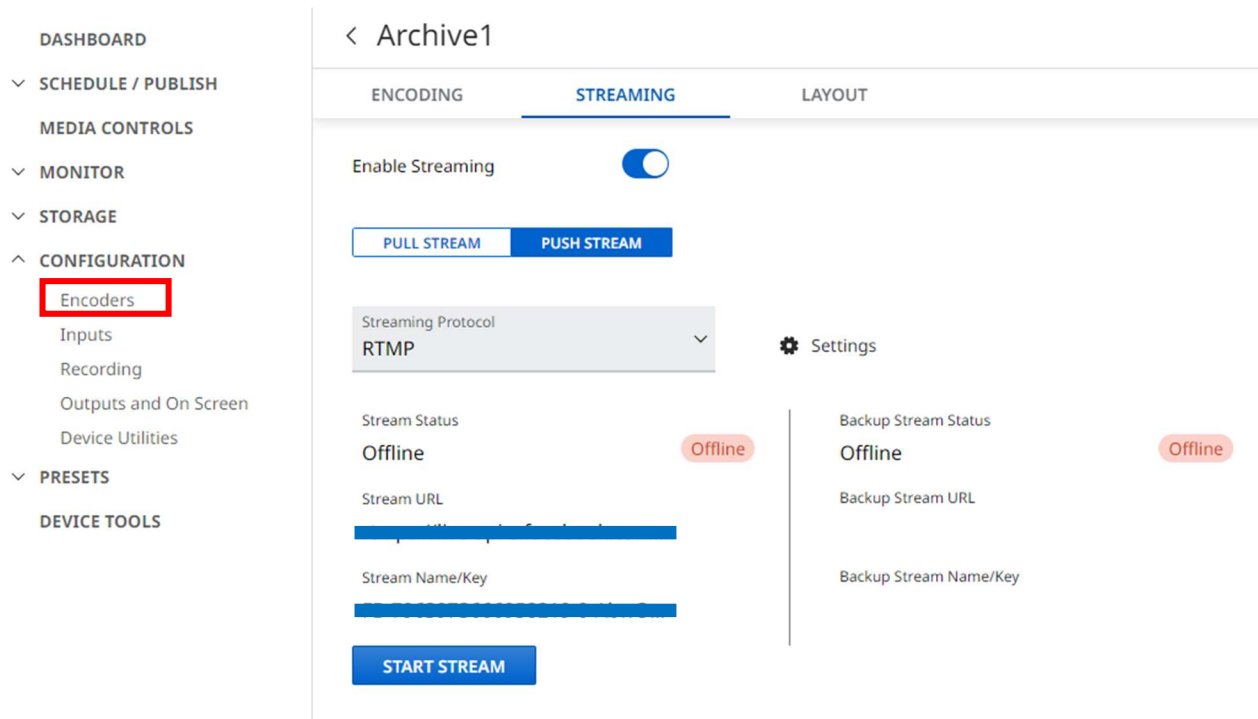 DASHBOARD
SCHEDULE / PUBLISH
MEDIA CONTROLS
MONITOR
STORAGE
CONFIGURATION
Encoders
Inputs
Recording
Outputs and On Screen
Device Utilities
PRESETS
DEVICE TOOLS
Archive1
ENCODING STREAMING LAYOUT
Enable Streaming
PULL STREAM PUSH STREAM
Streaming Protocol
RTMP
Settings
Stream Status
Offline Offline
Stream URL
Stream Name/Key
START STREAM
Backup Stream Status
Offline Offline
Backup Stream URL
Backup Stream Name/Key